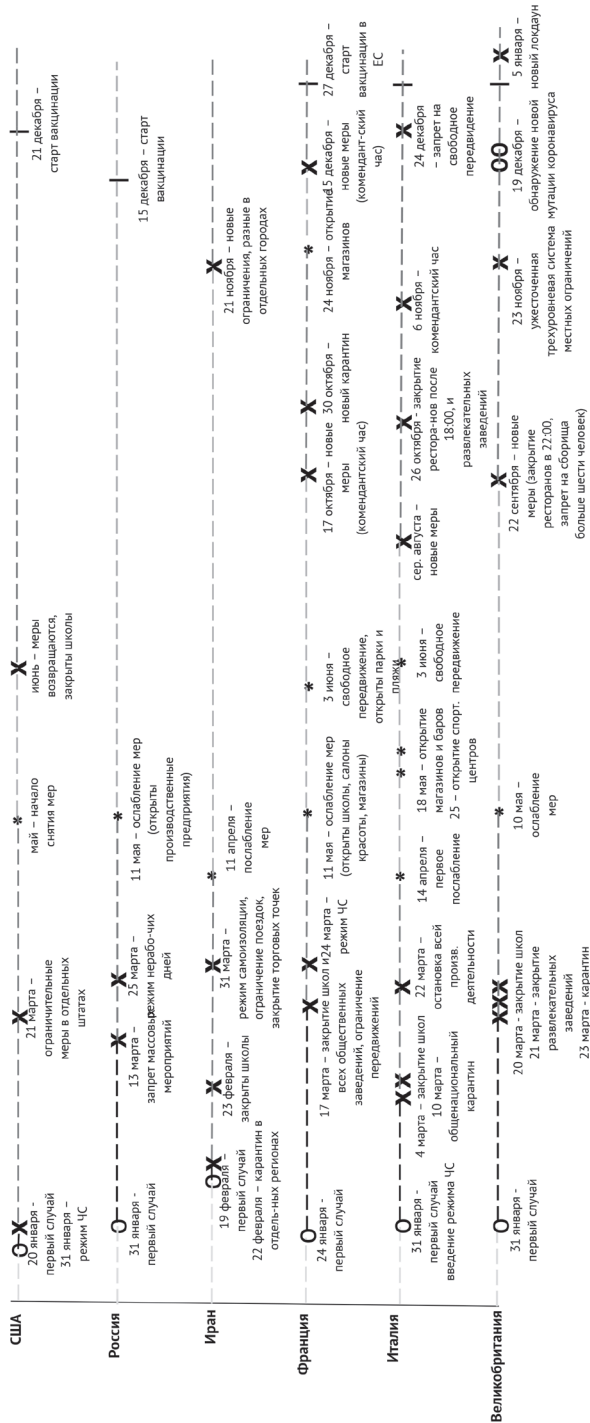 США
20 января -
первый случай
31 января –
режим ЧС
21 марта –
ограничительные
меры в отдельных
штатах
май – начало
снятия мер
июнь – меры
возвращаются,
закрыты школы
21 декабря –
старт вакцинации
Россия
31 января -
первый случай
13 марта –
запрет массовых
мероприятий
25 марта –
режим нерабо-чих
дней
11 мая – ослабление мер
(открыты
производственные
предприятия)
15 декабря – старт
вакцинации
Иран
19 февраля –
первый случай
22 февраля – карантин в
отдель-ных регионах
23 февраля –
закрыты школы
31 марта –
режим самоизоляции,
ограничение поездок,
закрытие торговых точек
11 апреля –
послабление
мер
21 ноября – новые
ограничения, разные в
отдельных городах
Франция
24 января -
первый случай
17 марта – закрытие школ и
всех общественных
заведений, ограничение
передвижений
24 марта –
режим ЧС
11 мая – ослабление мер
(открыты школы, салоны
красоты, магазины)
3 июня –
свободное
передвижение,
открыты парки и
пляжи
17 октября – новые
меры
(комендантский час)
30 октября –
новый карантин
24 ноября – открытие
магазинов
15 декабря –
новые меры
(комендант-ский
час)
27 декабря –
старт
вакцинации в
ЕС
Италия
31 января -
первый случай
введение режима ЧС
4 марта – закрытие школ
10 марта –
общенациональный
карантин
22 марта –
остановка всей
произв.
деятельности
14 апреля –
первое
послабление
18 мая – открытие
магазинов и баров
25 – открытие спорт.
центров
3 июня –
свободное
передвижение
сер. августа –
новые меры
26 октября - закрытие
рестора-нов после
18:00, и
развлекательных
заведений
6 ноября –
комендантский час
24 декабря
– запрет на
свободное
передвидение
Великобритания
31 января -
первый случай
20 марта – закрытие школ
21 марта - закрытие
развлекательных
заведений
23 марта - карантин
10 мая –
ослабление
мер
22 сентября – новые
меры (закрытие
ресторанов в 22:00,
запрет на сборища
больше шести человек)
23 ноября –
ужесточенная
трехуровневая система
местных ограничений
19 декабря –
обнаружение новой
мутации коронавируса
5 января –
новый локдаун